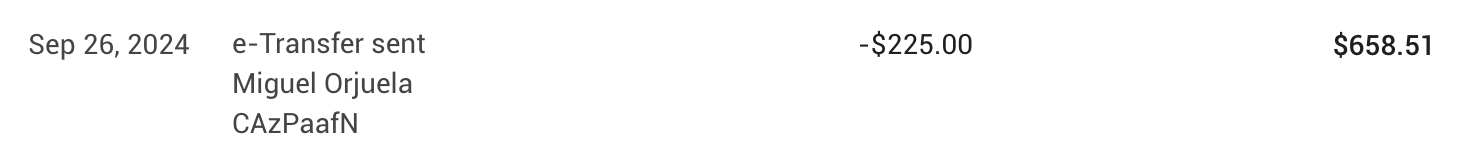 Sep 26, 2024 e-Transfer sent -$225.00 $658.51
Miguel Orjuela
CAzPaafN